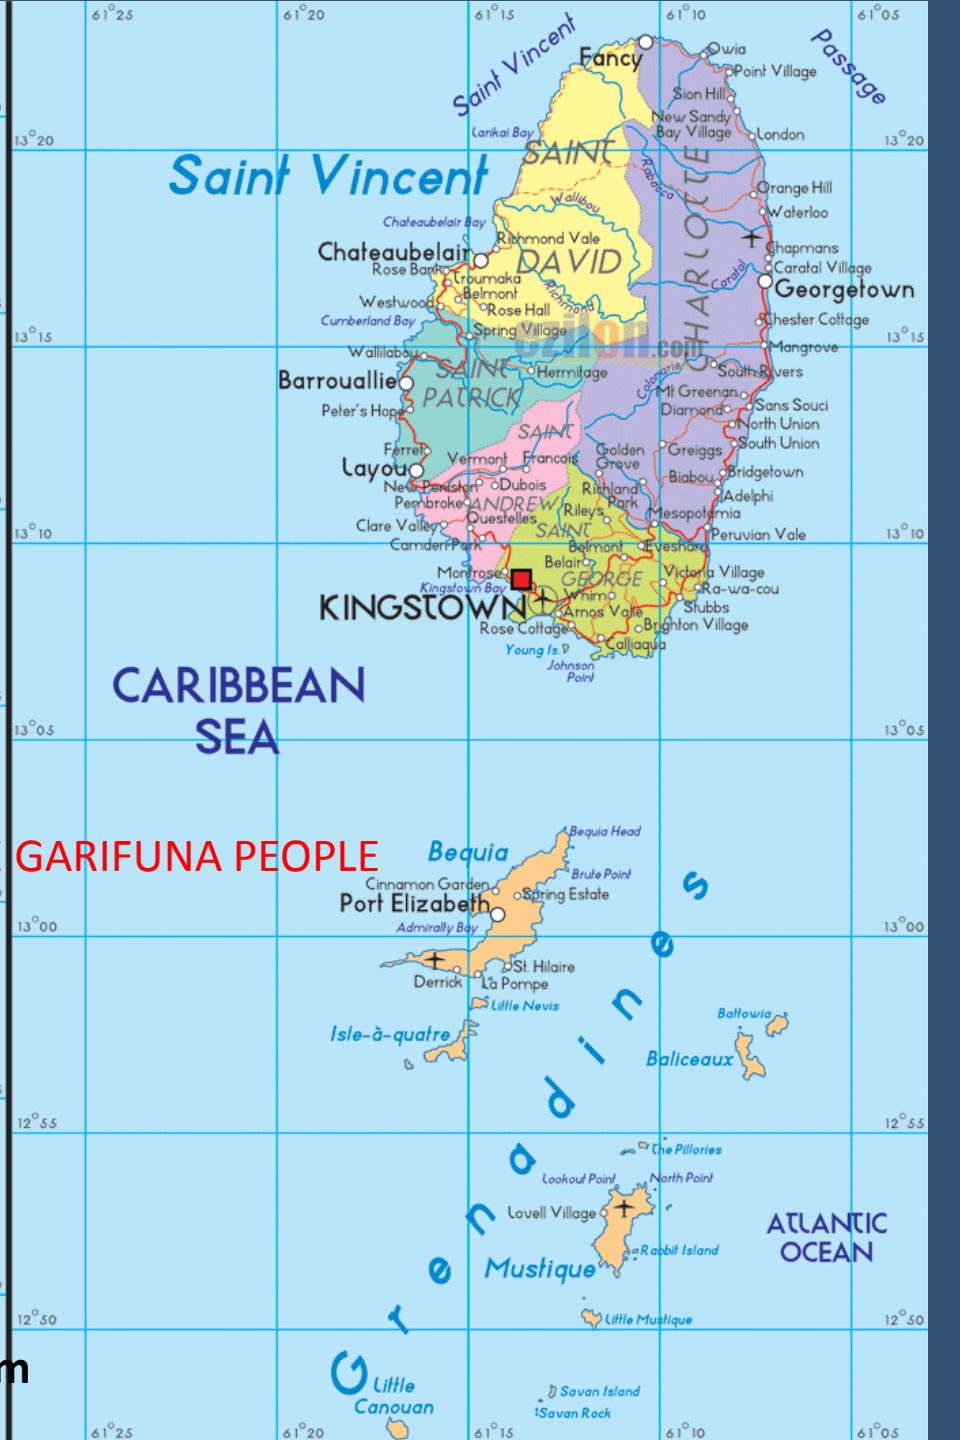 61°25 61°20 61°15 61°10 61°05
Saint Vincent
Passage
Fancy
Owia
Point Village
Sion Hill
New Sandy
Bay Village
London
Larikai Bay
13°20
13°20
SAINT
DAVID
Saint Vincent
Rabacca
CHARLOTTE
Orange Hill
Wallibou
Waterloo
Chateaubelair Bay
Richmond Vale
Chateaubelair
Chapmans
Rose Bank
Caratal Village
Caratal
Troumaka
Georgetown
Belmont
Richmond
Westwood
Rose Hall
Cumberland Bay
Chester Cottage
Spring Village
ezilon.com
13°15
13°15
Mangrove
Wallilabou
SAINT
PATRICK
Hermitage
Colonarie
South Rivers
Barrouallie
Mt Greenan
Peter's Hope
Diamond
Sans Souci
North Union
SAINT
ANDREW
South Union
Ferret
Golden
Grove
Greiggs
Vermont
Francois
Layou
Bridgetown
Biabou
New Peniston
Dubois
Richland
Park
Adelphi
Pembroke
Rileys
Mesopotamia
Questelles
Clare Valley
SAINT
GEORGE
Peruvian Vale
13°10
13°10
Camden Park
Belmont
Evesham
Belair
Montrose
Victoria Village
Kingstown Bay
Ra-wa-cou
Whim
KINGSTOWN
Arnos Vale
Stubbs
Rose Cottage
Brighton Village
Calliaqua
Young Is.
Johnson
Point
CARIBBEAN
SEA
13°05
13°05
Bequia Head
GARIFUNA PEOPLE
Bequia
Brute Point
Cinnamon Garden
Spring Estate
Port Elizabeth
Admirally Bay
13°00
13°00
St. Hilaire
Derrick
La Pompe
Little Nevis
Isle-à-quatre
Battowia
Baliceaux
Grenadines
12°55
12°55
The Pillories
Lookout Point
North Point
Lovell Village
ATLANTIC
OCEAN
Rabbit Island
Mustique
Little Mustique
12°50
12°50
m
Little
Canouan
Savan Island
Savan Rock
61°25 61°20 61°15 61°10 61°05